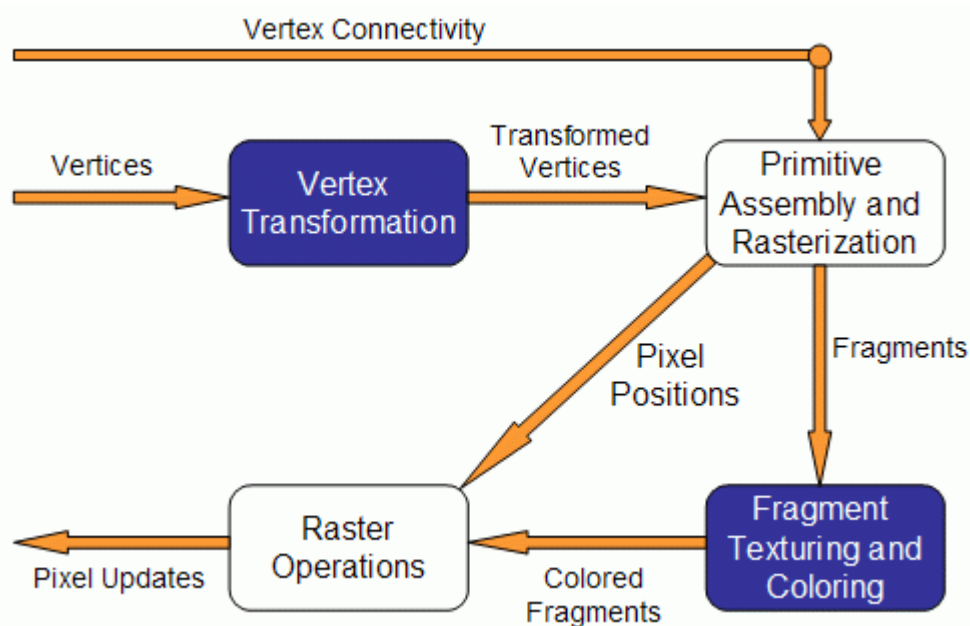 Vertex Connectivity
Vertices
Vertex
Transformation
Transformed
Vertices
Primitive
Assembly and
Rasterization
Pixel
Positions
Fragments
Raster
Operations
Pixel Updates
Colored
Fragments
Fragment
Texturing and
Coloring